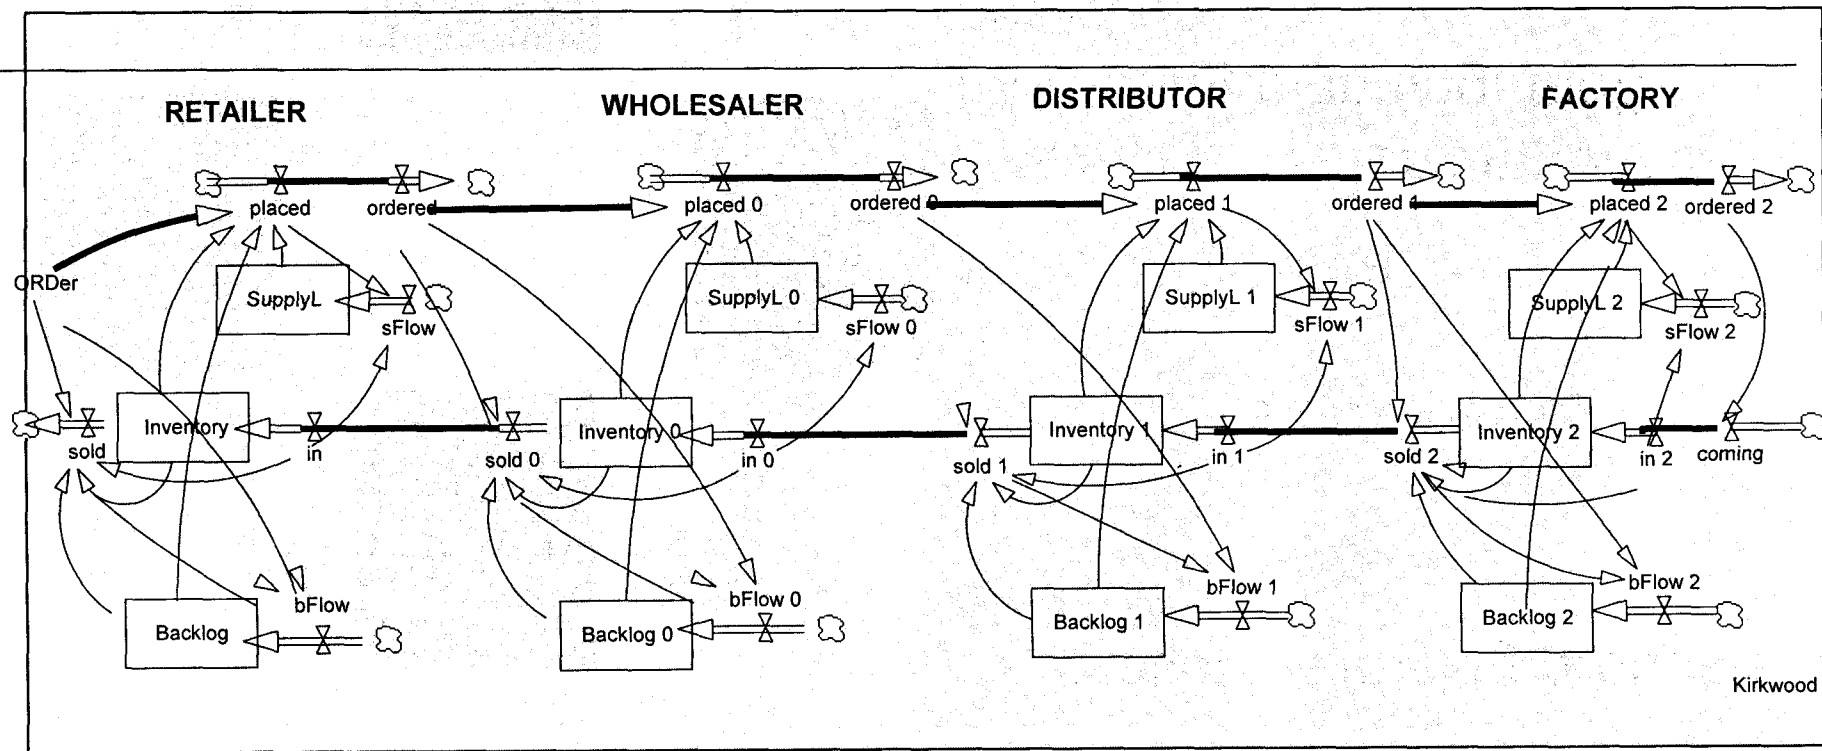 RETAILER
WHOLESALER
DISTRIBUTOR
FACTORY
placed
ordered
placed 0
ordered 0
placed 1
ordered 1
placed 2
ordered 2
ORDer
SupplyL
sFlow
SupplyL 0
sFlow 0
SupplyL 1
sFlow 1
SupplyL 2
sFlow 2
sold
Inventory
in
sold 0
Inventory 0
in 0
sold 1
Inventory 1
in 1
sold 2
Inventory 2
in 2
coming
Backlog
bFlow
Backlog 0
bFlow 0
Backlog 1
bFlow 1
Backlog 2
bFlow 2
Kirkwood